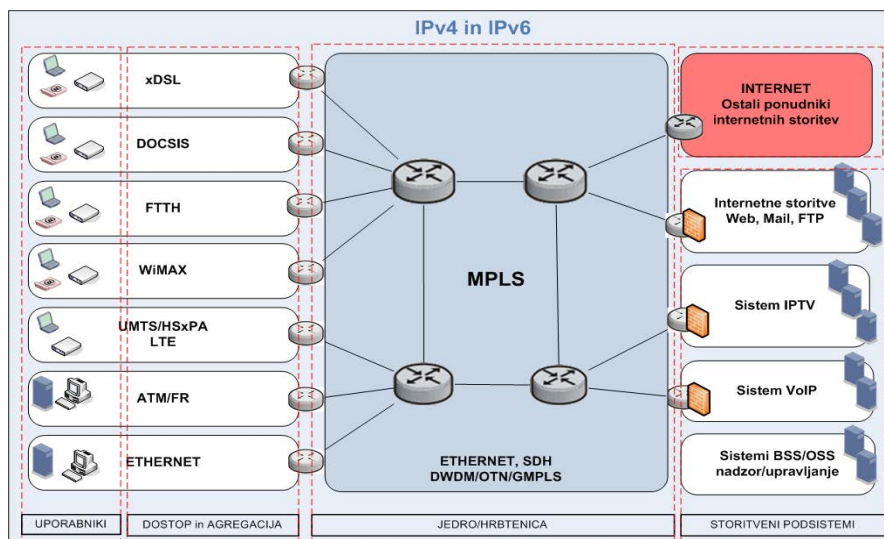 IPv4 in IPv6
xDSL
DOCSIS
FTTH
WiMAX
UMTS/HSxPA
LTE
ATM/FR
ETHERNET
MPLS
ETHERNET, SDH
DWDM/OTN/GMPLS
INTERNET
Ostali ponudniki
internetnih storitev
Internetne storitve
Web, Mail, FTP
Sistem IPTV
Sistem VoIP
Sistemi BSS/OSS
nadzor/upravljanje
UPORABNIKI
DOSTOP in AGREGACIJA
JEDRO/HRBTENICA
STORITVENI PODSISTEMI